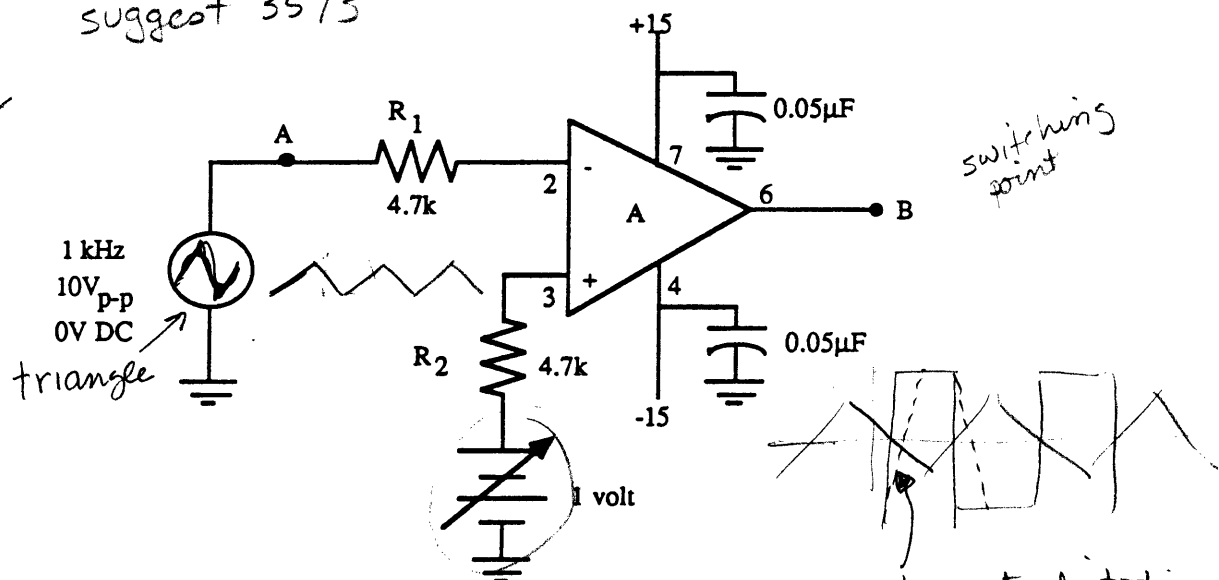 suggest 3573
+15
0.05µF
switching
point
A
R1
7
2
-
4.7k
A
6
B
1 kHz
10Vp-p
0V DC
triangle
+
3
4
0.05µF
R2
4.7k
-15
1 volt